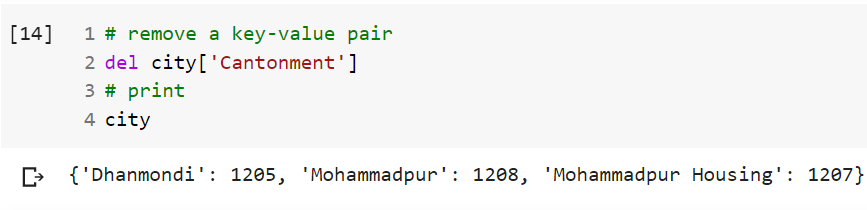 [14] 1 # remove a key-value pair
2 del city['Cantonment']
3 # print
4 city
{'Dhanmondi': 1205, 'Mohammadpur': 1208, 'Mohammadpur Housing': 1207}